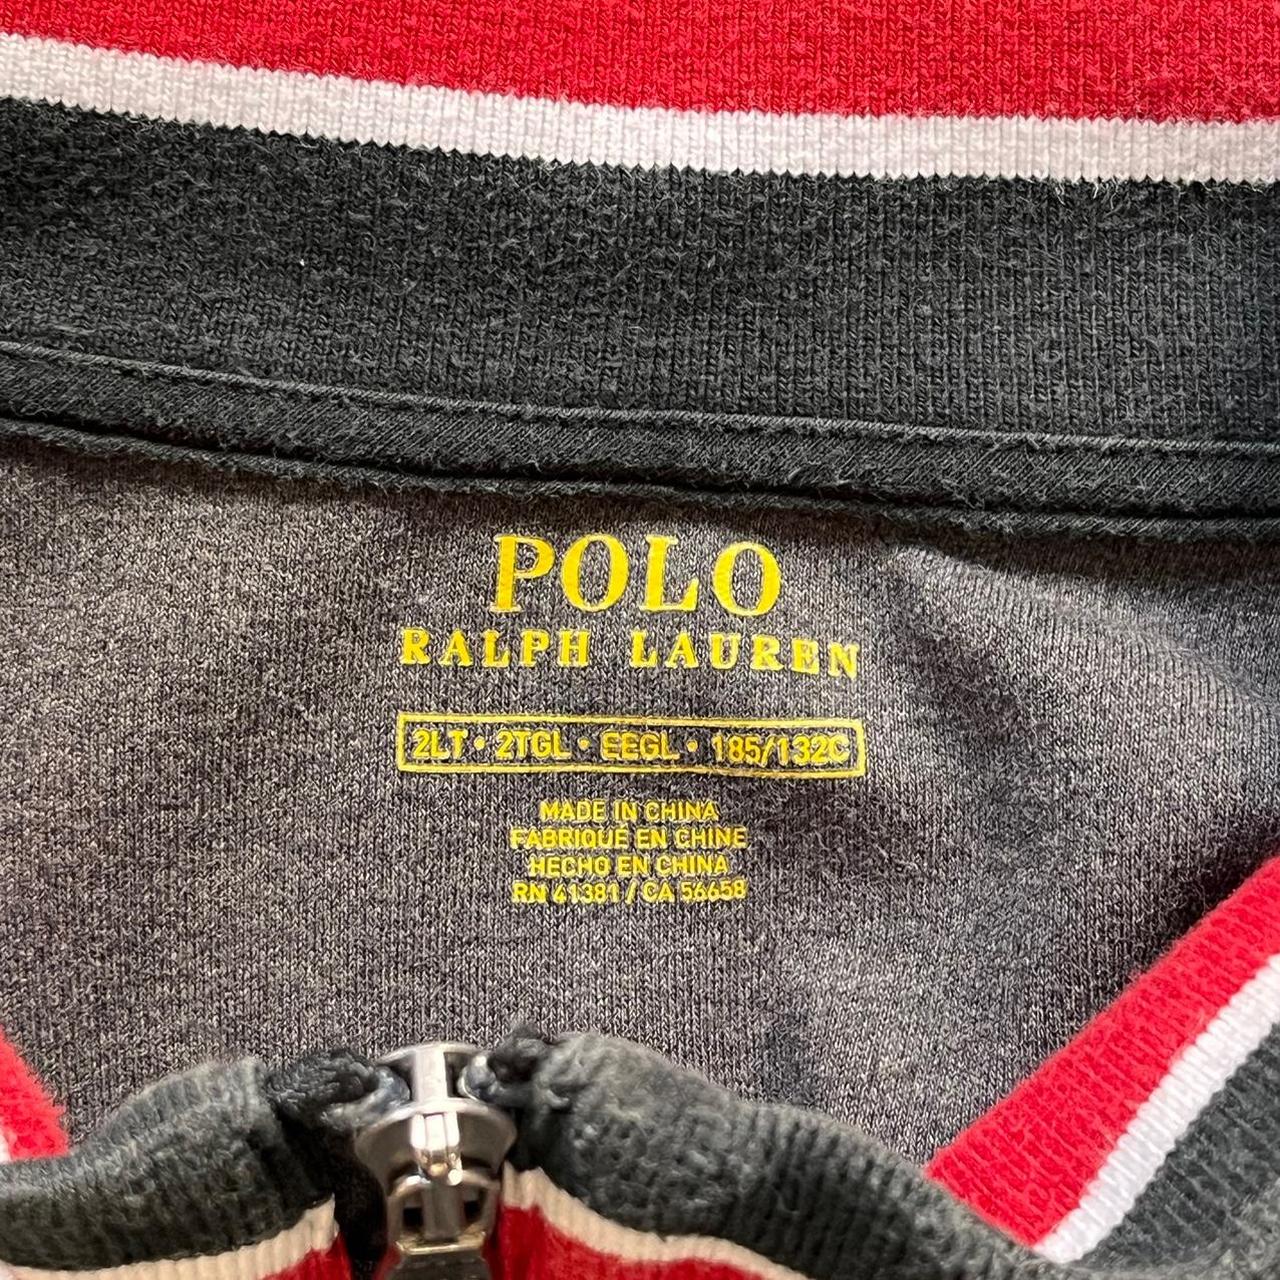 POLO
RALPH LAUREN
2LT • 2TGL • EEGL • 185/132C
MADE IN CHINA
FABRIQUÉ EN CHINE
HECHO EN CHINA
RN 41381 / CA 56658